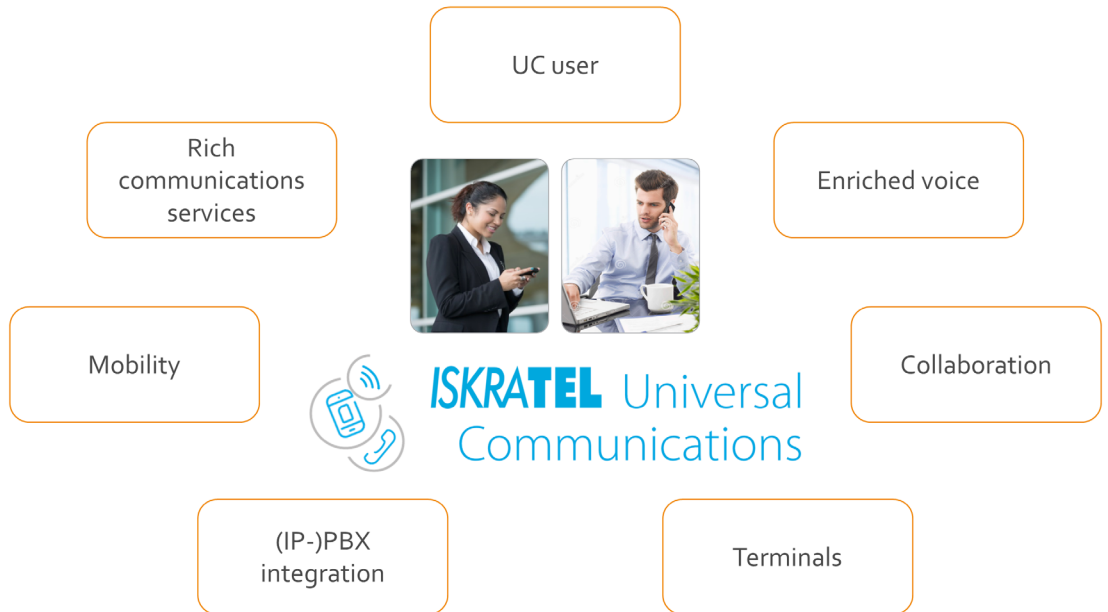 UC user
Rich
communications
services
Enriched voice
Mobility
Collaboration
ISKRATEL Universal
Communications
(IP-)PBX
integration
Terminals